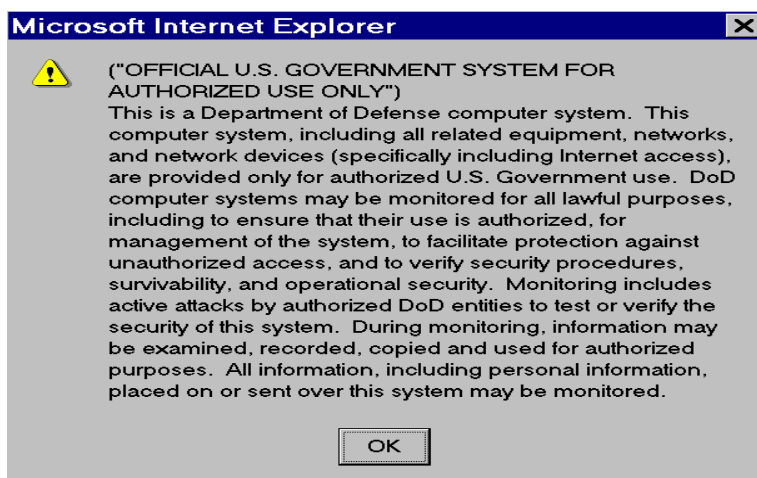 Microsoft Internet Explorer
("OFFICIAL U.S. GOVERNMENT SYSTEM FOR
AUTHORIZED USE ONLY")
This is a Department of Defense computer system.  This
computer system, including all related equipment, networks,
and network devices (specifically including Internet access),
are provided only for authorized U.S. Government use.  DoD
computer systems may be monitored for all lawful purposes,
including to ensure that their use is authorized, for
management of the system, to facilitate protection against
unauthorized access, and to verify security procedures,
survivability, and operational security.  Monitoring includes
active attacks by authorized DoD entities to test or verify the
security of this system.  During monitoring, information may
be examined, recorded, copied and used for authorized
purposes.  All information, including personal information,
placed on or sent over this system may be monitored.
OK